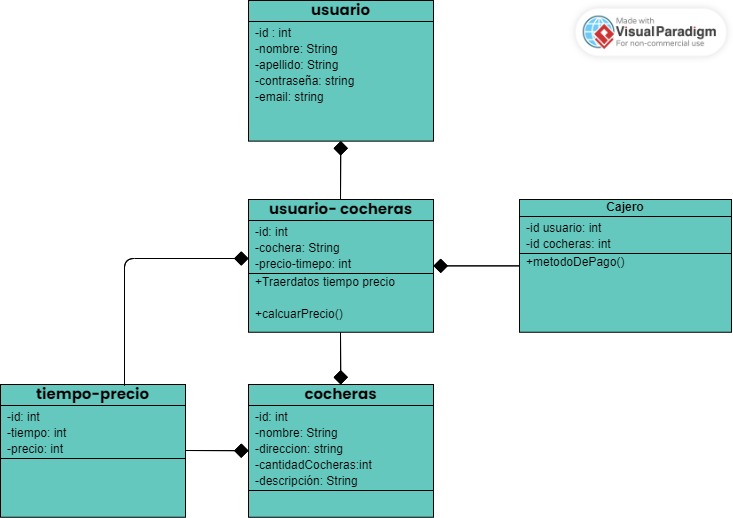 usuario
-id : int
-nombre: String
-apellido: String
-contraseña: string
-email: string
Made with
VisualParadigm
For non-commercial use
usuario- cocheras
-id: int
-cochera: String
-precio-timepo: int
+Traerdatos tiempo precio
+calcuarPrecio()
Cajero
-id usuario: int
-id cocheras: int
+metodoDePago()
tiempo-precio
-id: int
-tiempo: int
-precio: int
cocheras
-id: int
-nombre: String
-direccion: string
-cantidadCocheras:int
-descripción: String